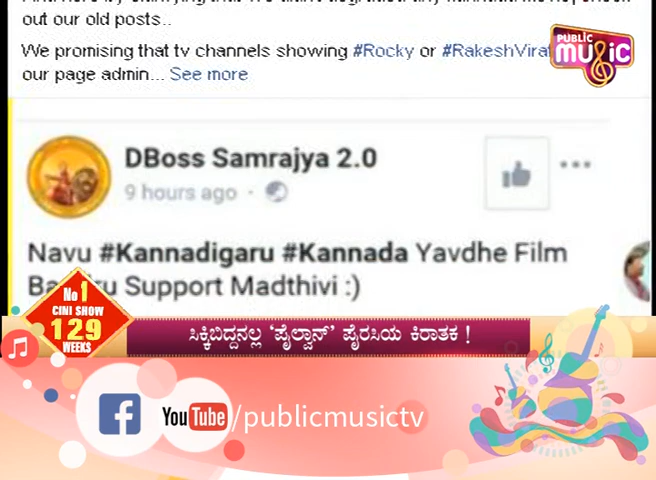 out our old posts..
PUBLIC
music
We promising that tv channels showing #Rocky or
our page admin... See more
DBoss Samrajya 2.0
9 hours ago
Navu #Kannadigaru #Kannada Yavdhe Film
Support Madthivi :)
No 1
CINI SHOW
129
WEEKS
ಸಿಕ್ಕಿಬಿದ್ದನಲ್ಲ ‘ಪೈಲ್ವಾನ್’ ಪೈರಸಿಯ ಕಿರಾತಕ !
f YouTube /publicmusictv